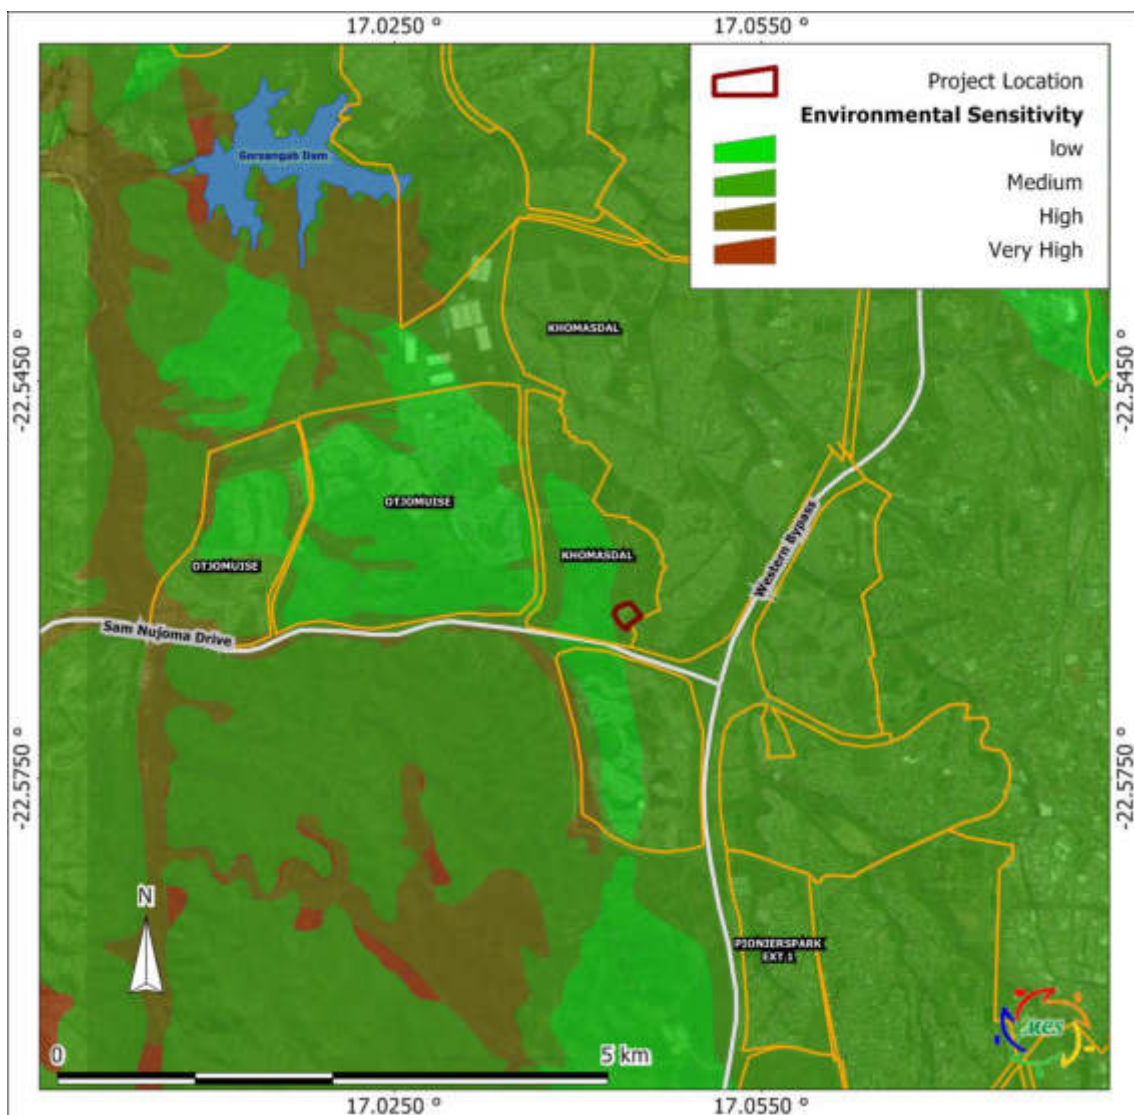 17.0250 °
17.0550 °
Project Location
Environmental Sensitivity
low
Medium
High
Very High
Goreangab Dam
-22.5450 °
-22.5450 °
KHOMASDAL
OTJOMUISE
KHOMASDAL
OTJOMUISE
Western Bypass
Sam Nujoma Drive
-22.5750 °
-22.5750 °
N
PIONIERSPARK
EXT 1
0
5 km
17.0250 °
17.0550 °